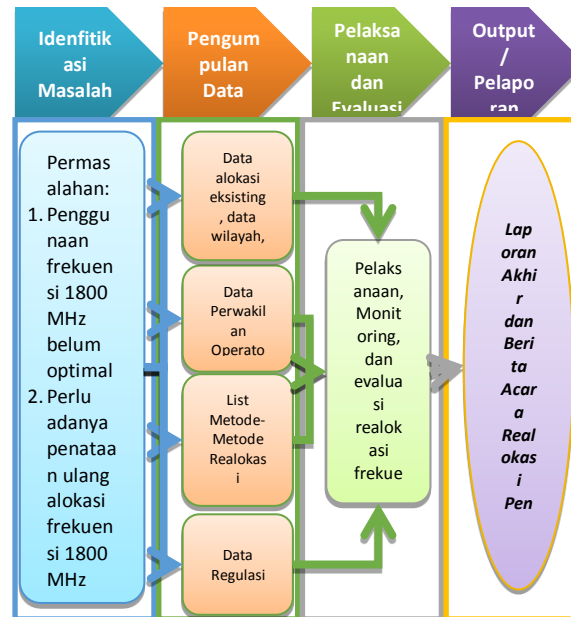 Idenfitik
asi
Masalah
Pengum
pulan
Data
Pelaksa
naan
dan
Evaluasi
Output
/
Pelapo
ran
Permas
alahan:
1. Penggu
naan
frekuen
si 1800
MHz
belum
optimal
2. Perlu
adanya
penataa
n ulang
alokasi
frekuen
si 1800
MHz
Data
alokasi
eksisting
, data
wilayah,
Data
Perwakil
an
Operato
List
Metode-
Metode
Realokas
i
Data
Regulasi
Pelaks
anaan,
Monit
oring,
dan
evalua
si
realok
asi
frekue
Lap
oran
Akhi
r
dan
Beri
ta
Acar
a
Real
okas
i
Pen